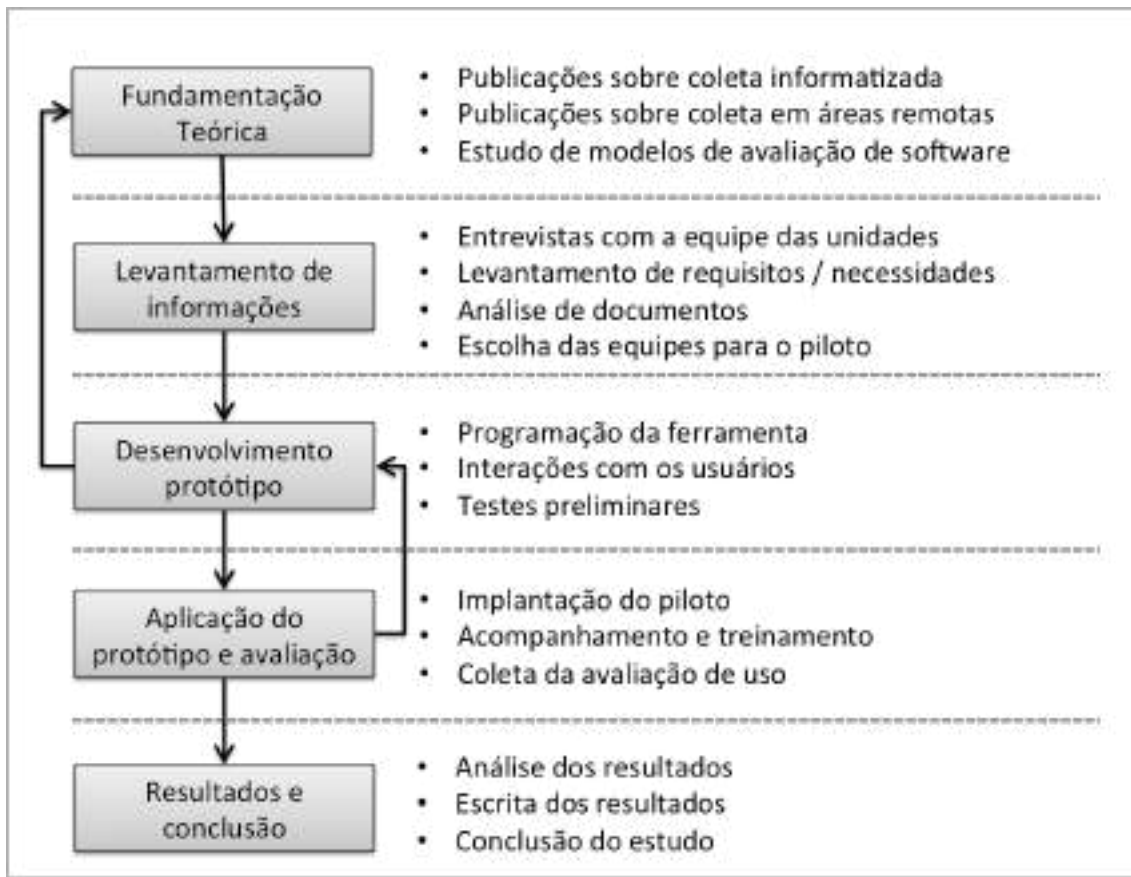 Fundamentação
Teórica
• Publicações sobre coleta informatizada
• Publicações sobre coleta em áreas remotas
• Estudo de modelos de avaliação de software
Levantamento de
informações
• Entrevistas com a equipe das unidades
• Levantamento de requisitos / necessidades
• Análise de documentos
• Escolha das equipes para o piloto
Desenvolvimento
protótipo
• Programação da ferramenta
• Interações com os usuários
• Testes preliminares
Aplicação do
protótipo e avaliação
• Implantação do piloto
• Acompanhamento e treinamento
• Coleta da avaliação de uso
Resultados e
conclusão
• Análise dos resultados
• Escrita dos resultados
• Conclusão do estudo